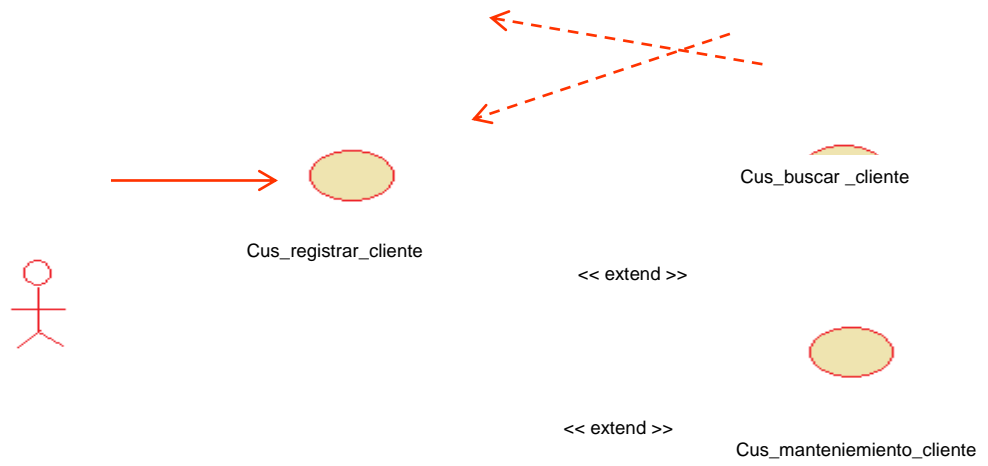 Cus_buscar _cliente
Cus_registrar_cliente
<< extend >>
<< extend >>
Cus_manteniemiento_cliente